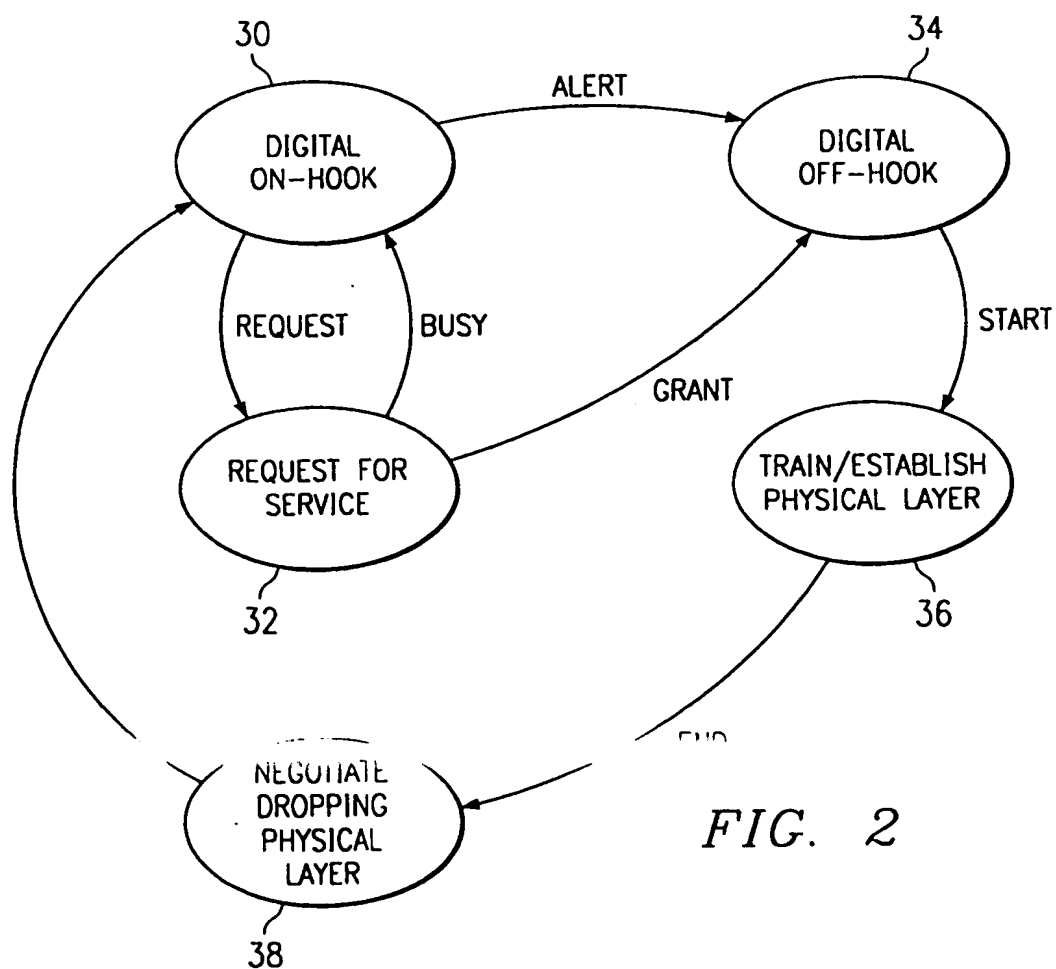 30
34
ALERT
DIGITAL
ON-HOOK
DIGITAL
OFF-HOOK
REQUEST
BUSY
START
GRANT
REQUEST FOR
SERVICE
TRAIN/ESTABLISH
PHYSICAL LAYER
32
36
NEGOTIATE
DROPPING
PHYSICAL
LAYER
FIG. 2
38